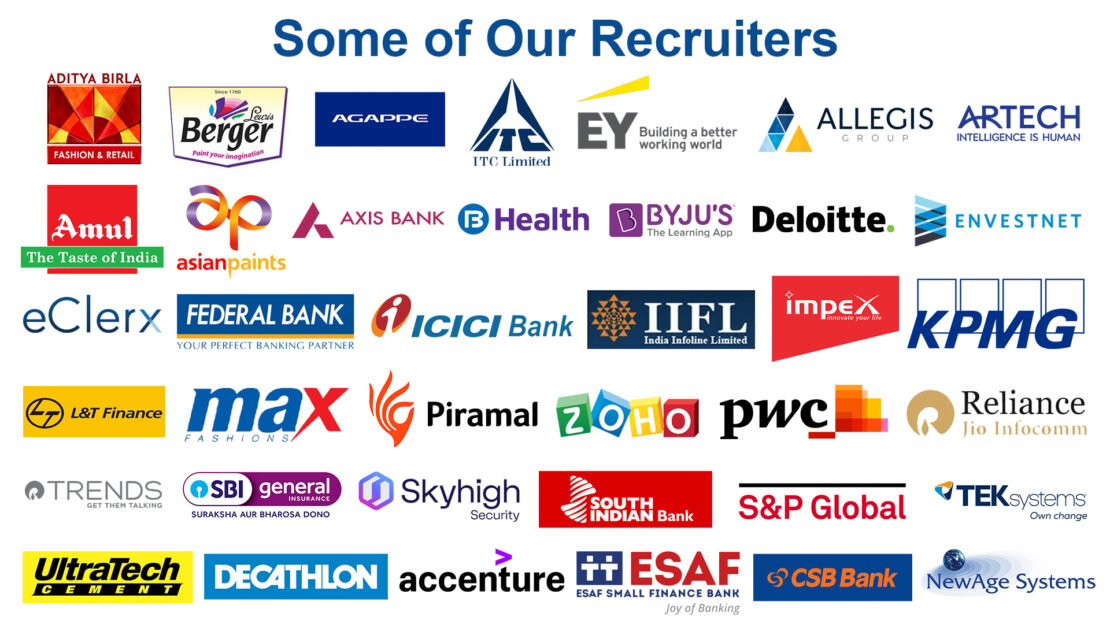 Some of Our Recruiters
ADITYA BIRLA
FASHION & RETAIL
Since 1760
Lewis
Berger
Paint your imagination
AGAPPE
ITC
ITC Limited
EY
Building a better
working world
ALLEGIS
GROUP
ARTECH
INTELLIGENCE IS HUMAN
Amul
The Taste of India
ap
asianpaints
AXIS BANK
B Health
B BYJU'S
The Learning App
Deloitte.
ENVESTNET
eClerx
FEDERAL BANK
YOUR PERFECT BANKING PARTNER
i ICICI Bank
IIFL
India Infoline Limited
impex
innovate your life
KPMG
LT L&T Finance
max
FASHIONS
Piramal
ZOHO
pwc
Reliance
Jio Infocomm
TRENDS
GET THEM TALKING
SBI general
INSURANCE
SURAKSHA AUR BHAROSA DONO
Skyhigh
Security
SOUTH
INDIAN Bank
S&P Global
TEKsystems
Own change
UltraTech
CEMENT
DECATHLON
accenture
ESAF
ESAF SMALL FINANCE BANK
Joy of Banking
CSB Bank
NewAge Systems